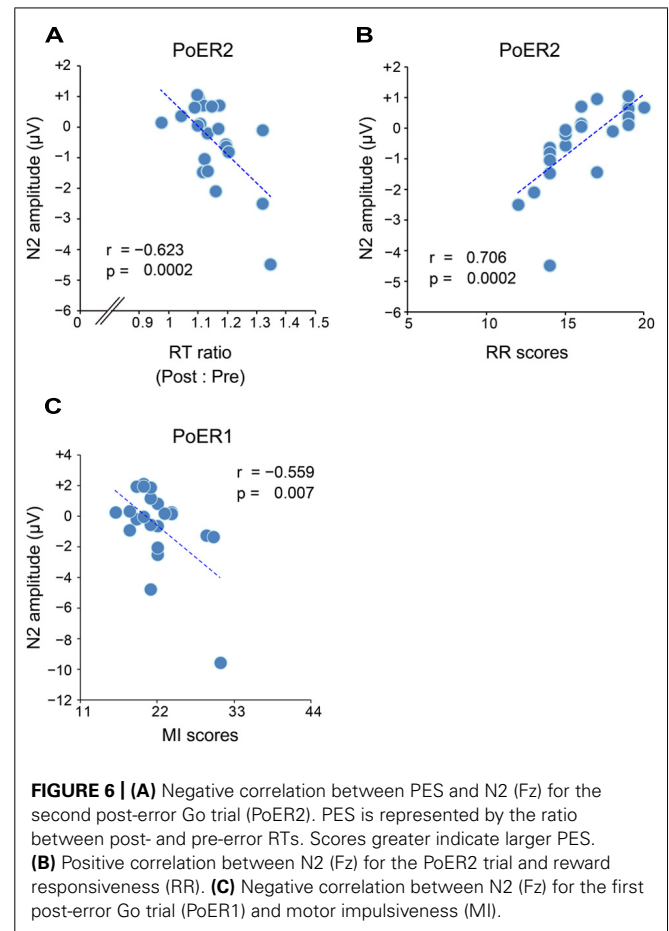 A
PoER2
+2
+1
0
−1
−2
−3
−4
−5
−6
N2 amplitude (µV)
r = −0.623
p = 0.0002
0 0.9 1 1.1 1.2 1.3 1.4 1.5
RT ratio
(Post : Pre)
B
PoER2
+2
+1
0
−1
−2
−3
−4
−5
−6
N2 amplitude (µV)
r = 0.706
p = 0.0002
5 10 15 20
RR scores
C
PoER1
+4
+2
0
−2
−4
−6
−8
−10
−12
N2 amplitude (µV)
r = −0.559
p = 0.007
11 22 33 44
MI scores
FIGURE 6 | (A) Negative correlation between PES and N2 (Fz) for the
second post-error Go trial (PoER2). PES is represented by the ratio
between post- and pre-error RTs. Scores greater indicate larger PES.
(B) Positive correlation between N2 (Fz) for the PoER2 trial and reward
responsiveness (RR). (C) Negative correlation between N2 (Fz) for the first
post-error Go trial (PoER1) and motor impulsiveness (MI).